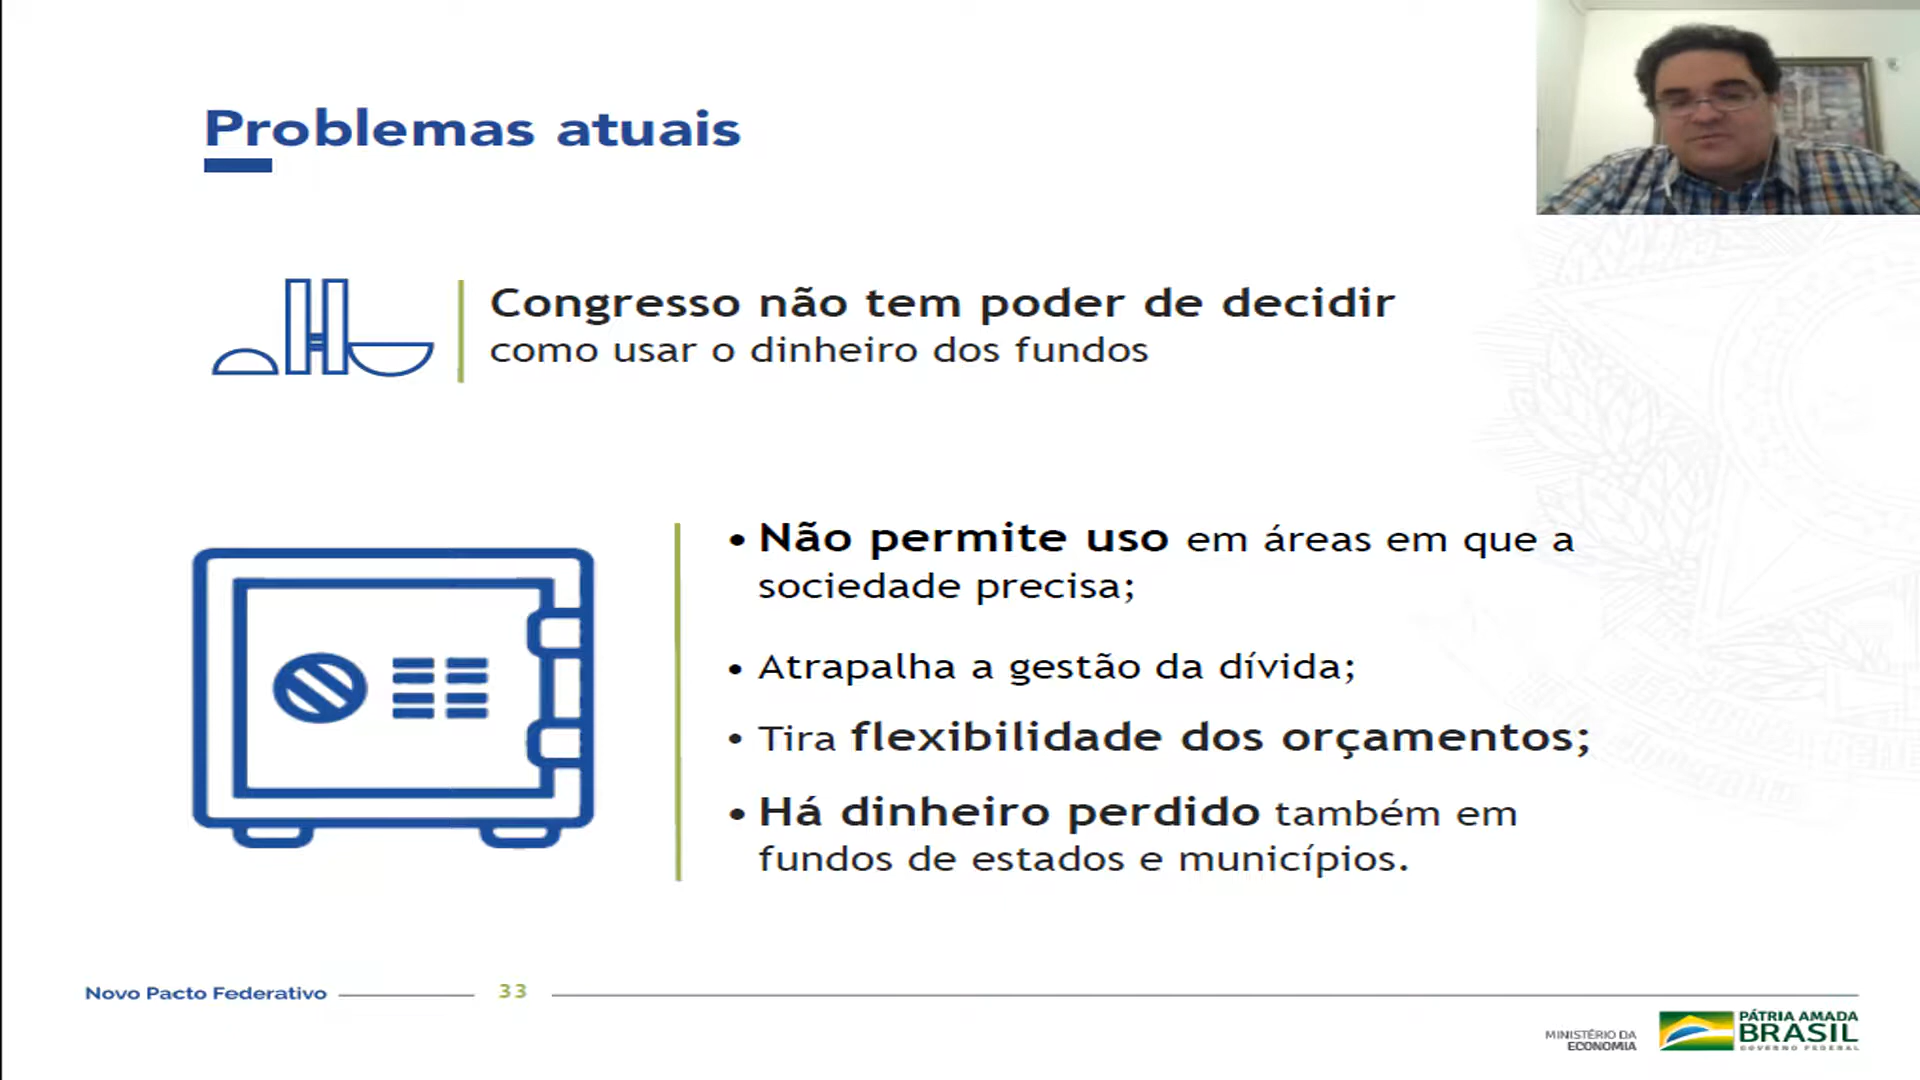 Problemas atuais
Congresso não tem poder de decidir
como usar o dinheiro dos fundos
• Não permite uso em áreas em que a
sociedade precisa;
• Atrapalha a gestão da dívida;
• Tira flexibilidade dos orçamentos;
• Há dinheiro perdido também em
fundos de estados e municípios.
Novo Pacto Federativo
33
MINISTÉRIO DA
ECONOMIA
PÁTRIA AMADA
BRASIL
GOVERNO FEDERAL